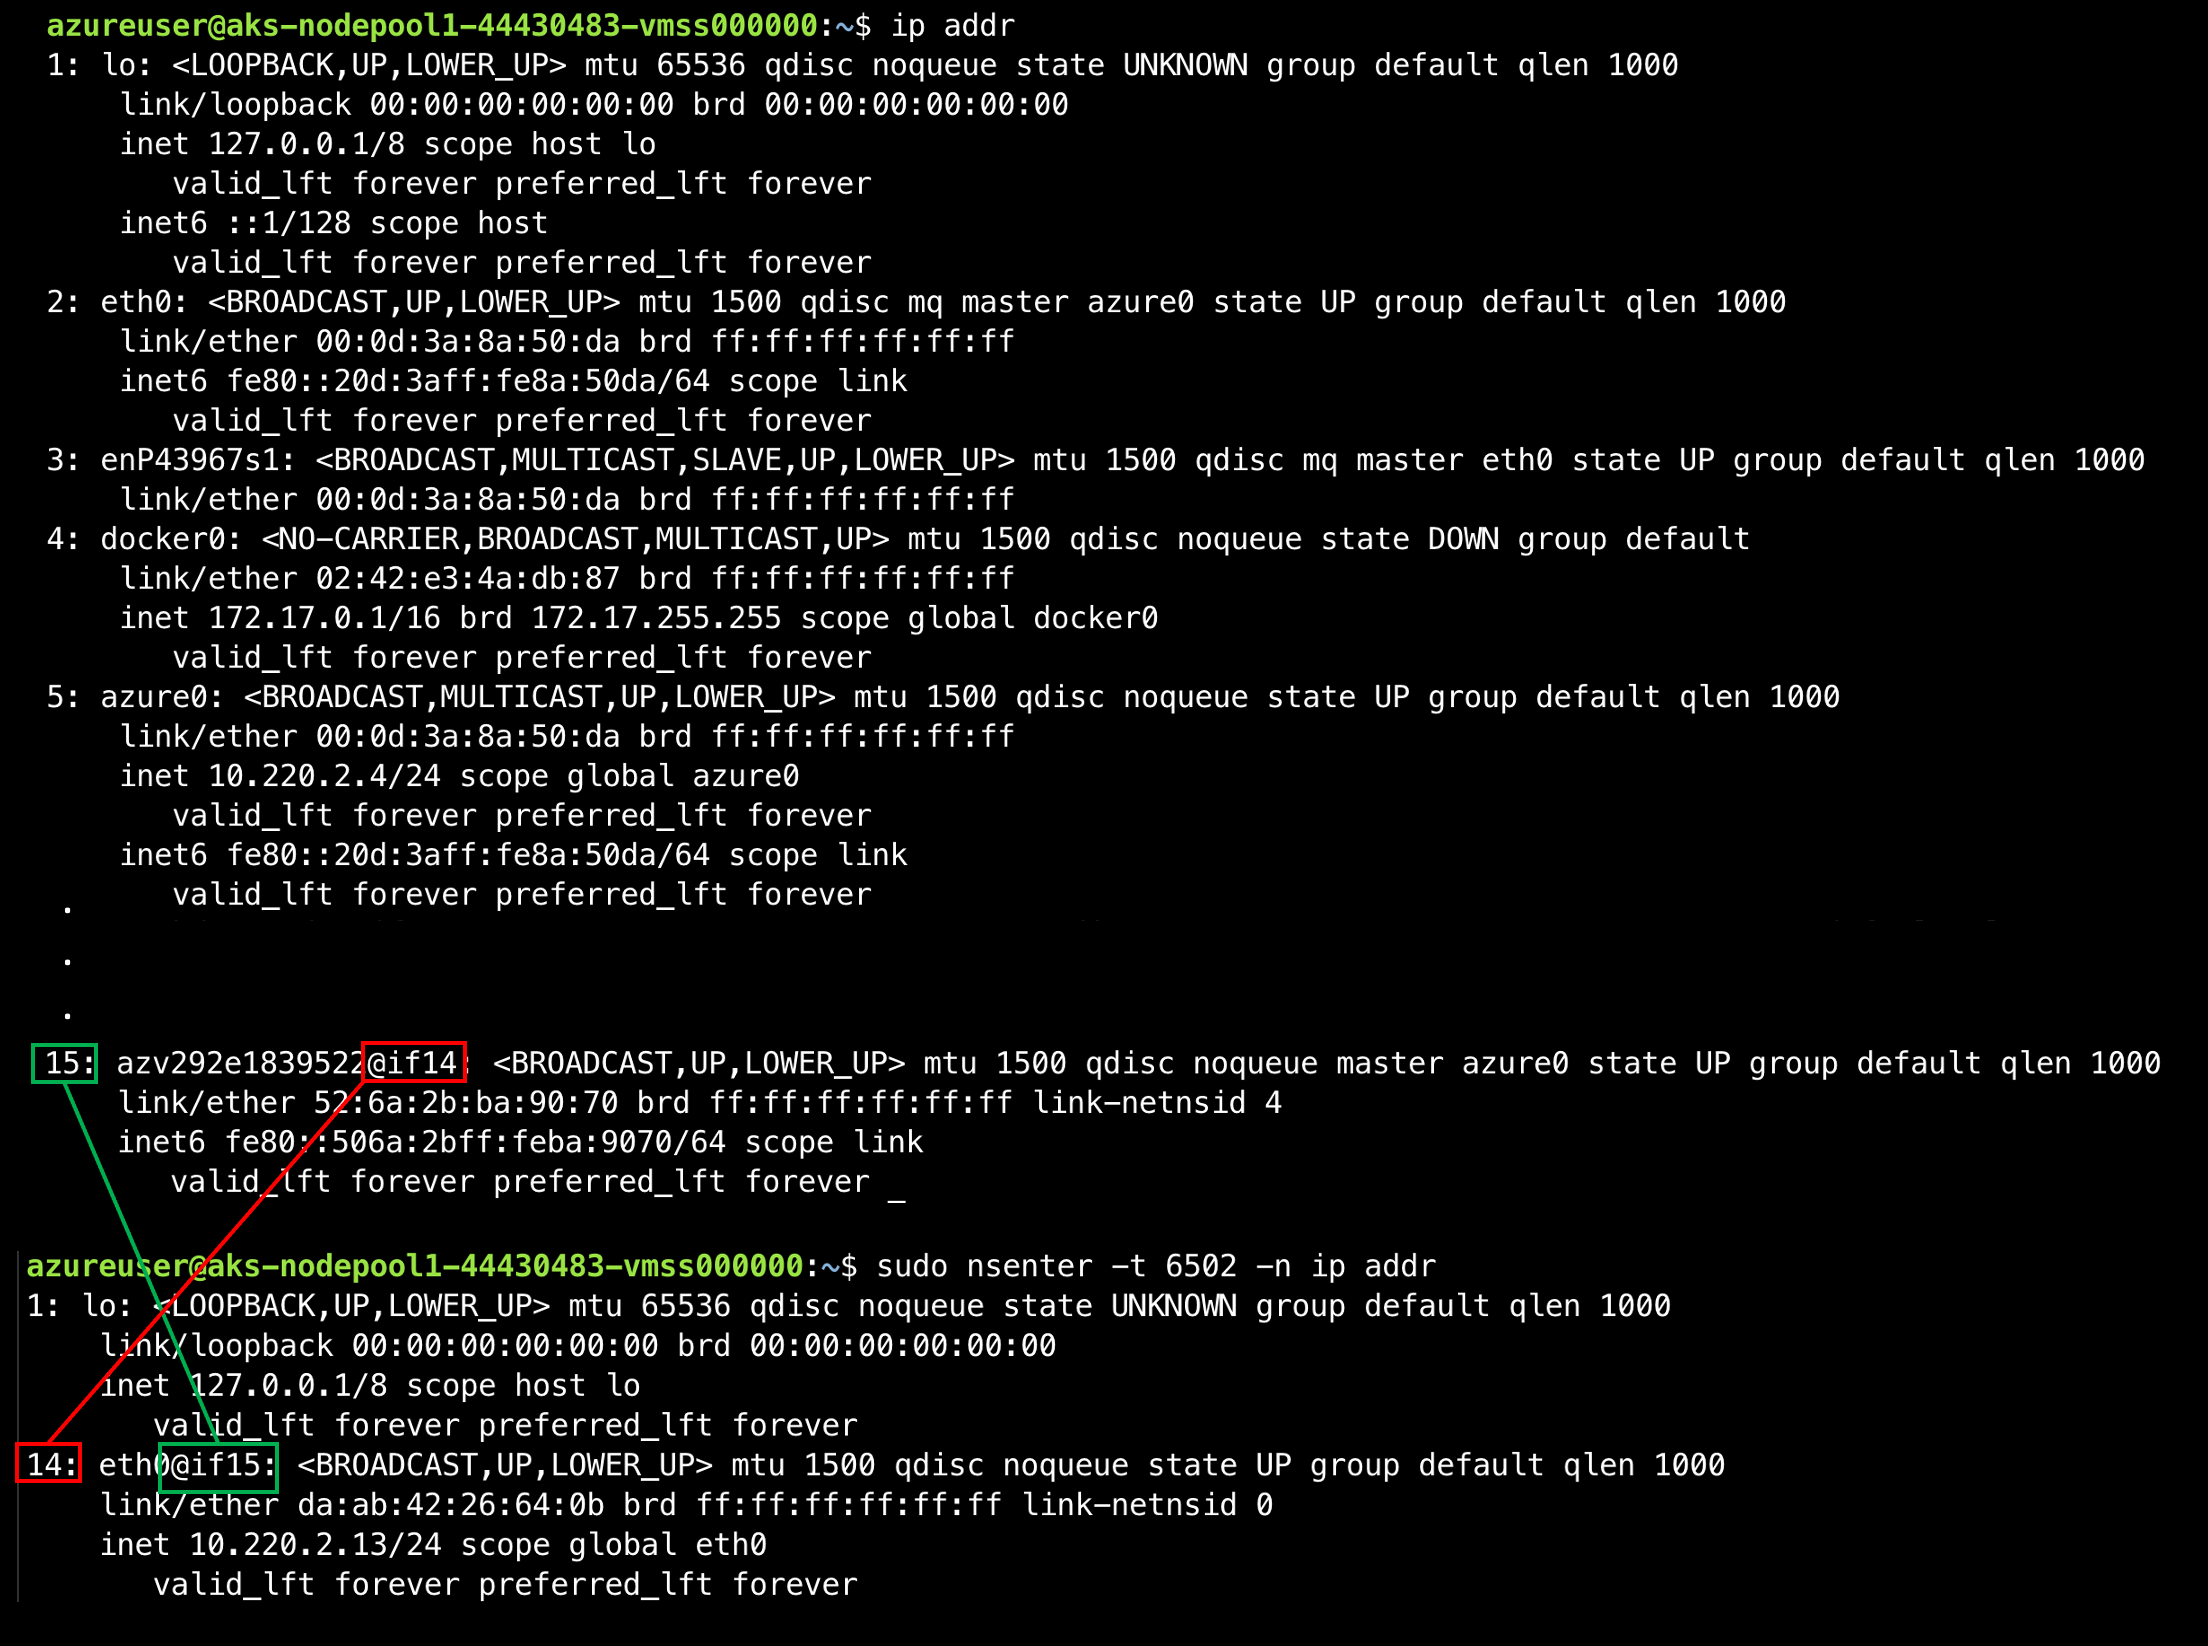 azureuser@aks-nodepool1-44430483-vmss000000:~$ ip addr
1: lo: <LOOPBACK,UP,LOWER_UP> mtu 65536 qdisc noqueue state UNKNOWN group default qlen 1000
link/loopback 00:00:00:00:00:00 brd 00:00:00:00:00:00
inet 127.0.0.1/8 scope host lo
valid_lft forever preferred_lft forever
inet6 ::1/128 scope host
valid_lft forever preferred_lft forever
2: eth0: <BROADCAST,UP,LOWER_UP> mtu 1500 qdisc mq master azure0 state UP group default qlen 1000
link/ether 00:0d:3a:8a:50:da brd ff:ff:ff:ff:ff:ff
inet6 fe80::20d:3aff:fe8a:50da/64 scope link
valid_lft forever preferred_lft forever
3: enP43967s1: <BROADCAST,MULTICAST,SLAVE,UP,LOWER_UP> mtu 1500 qdisc mq master eth0 state UP group default qlen 1000
link/ether 00:0d:3a:8a:50:da brd ff:ff:ff:ff:ff:ff
4: docker0: <NO-CARRIER,BROADCAST,MULTICAST,UP> mtu 1500 qdisc noqueue state DOWN group default
link/ether 02:42:e3:4a:db:87 brd ff:ff:ff:ff:ff:ff
inet 172.17.0.1/16 brd 172.17.255.255 scope global docker0
valid_lft forever preferred_lft forever
5: azure0: <BROADCAST,MULTICAST,UP,LOWER_UP> mtu 1500 qdisc noqueue state UP group default qlen 1000
link/ether 00:0d:3a:8a:50:da brd ff:ff:ff:ff:ff:ff
inet 10.220.2.4/24 scope global azure0
valid_lft forever preferred_lft forever
inet6 fe80::20d:3aff:fe8a:50da/64 scope link
valid_lft forever preferred_lft forever
.
.
.
15: azv292e1839522@if14: <BROADCAST,UP,LOWER_UP> mtu 1500 qdisc noqueue master azure0 state UP group default qlen 1000
link/ether 52:6a:2b:ba:90:70 brd ff:ff:ff:ff:ff:ff link-netnsid 4
inet6 fe80::506a:2bff:feba:9070/64 scope link
valid_lft forever preferred_lft forever _
azureuser@aks-nodepool1-44430483-vmss000000:~$ sudo nsenter -t 6502 -n ip addr
1: lo: <LOOPBACK,UP,LOWER_UP> mtu 65536 qdisc noqueue state UNKNOWN group default qlen 1000
link/loopback 00:00:00:00:00:00 brd 00:00:00:00:00:00
inet 127.0.0.1/8 scope host lo
valid_lft forever preferred_lft forever
14: eth0@if15: <BROADCAST,UP,LOWER_UP> mtu 1500 qdisc noqueue state UP group default qlen 1000
link/ether da:ab:42:26:64:0b brd ff:ff:ff:ff:ff:ff link-netnsid 0
inet 10.220.2.13/24 scope global eth0
valid_lft forever preferred_lft forever